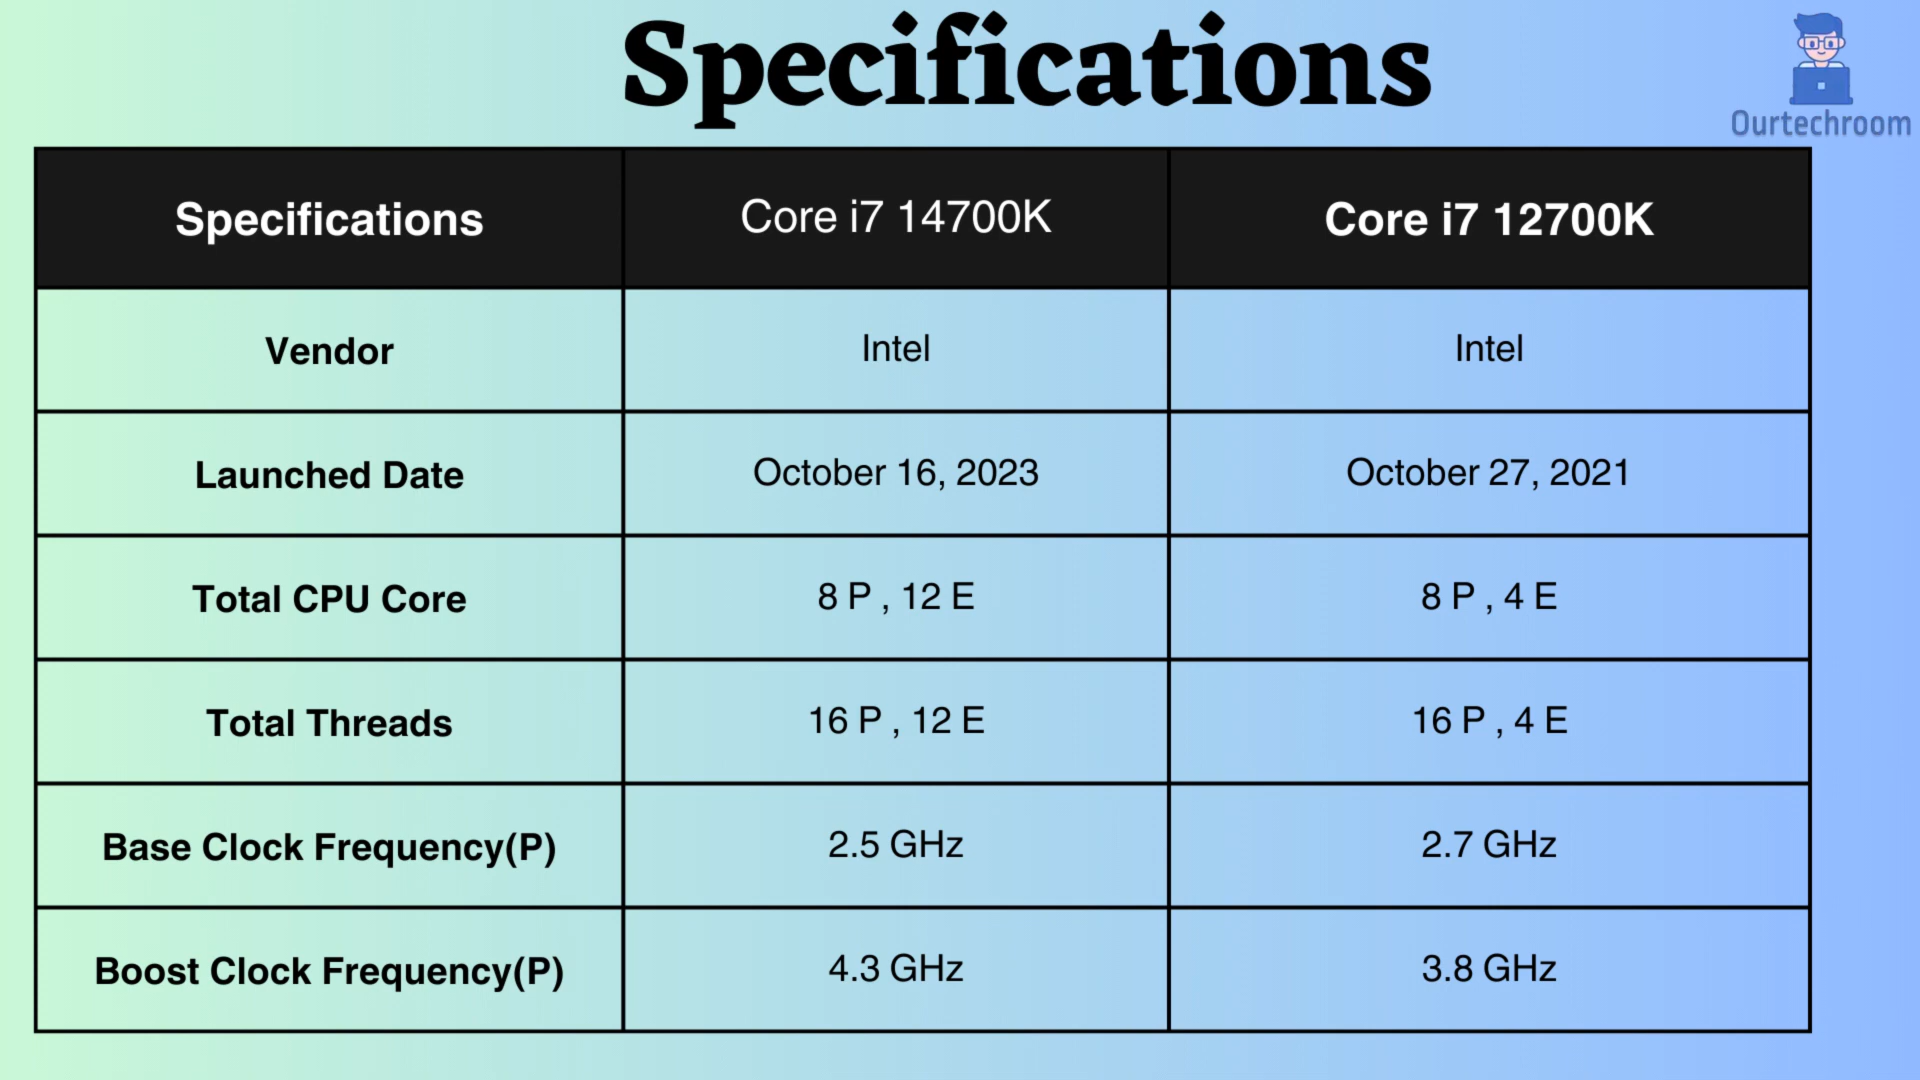 Specifications
Ourtechroom
Specifications Core i7 14700K Core i7 12700K
Vendor Intel Intel
Launched Date October 16, 2023 October 27, 2021
Total CPU Core 8 P , 12 E 8 P , 4 E
Total Threads 16 P , 12 E 16 P , 4 E
Base Clock Frequency(P) 2.5 GHz 2.7 GHz
Boost Clock Frequency(P) 4.3 GHz 3.8 GHz